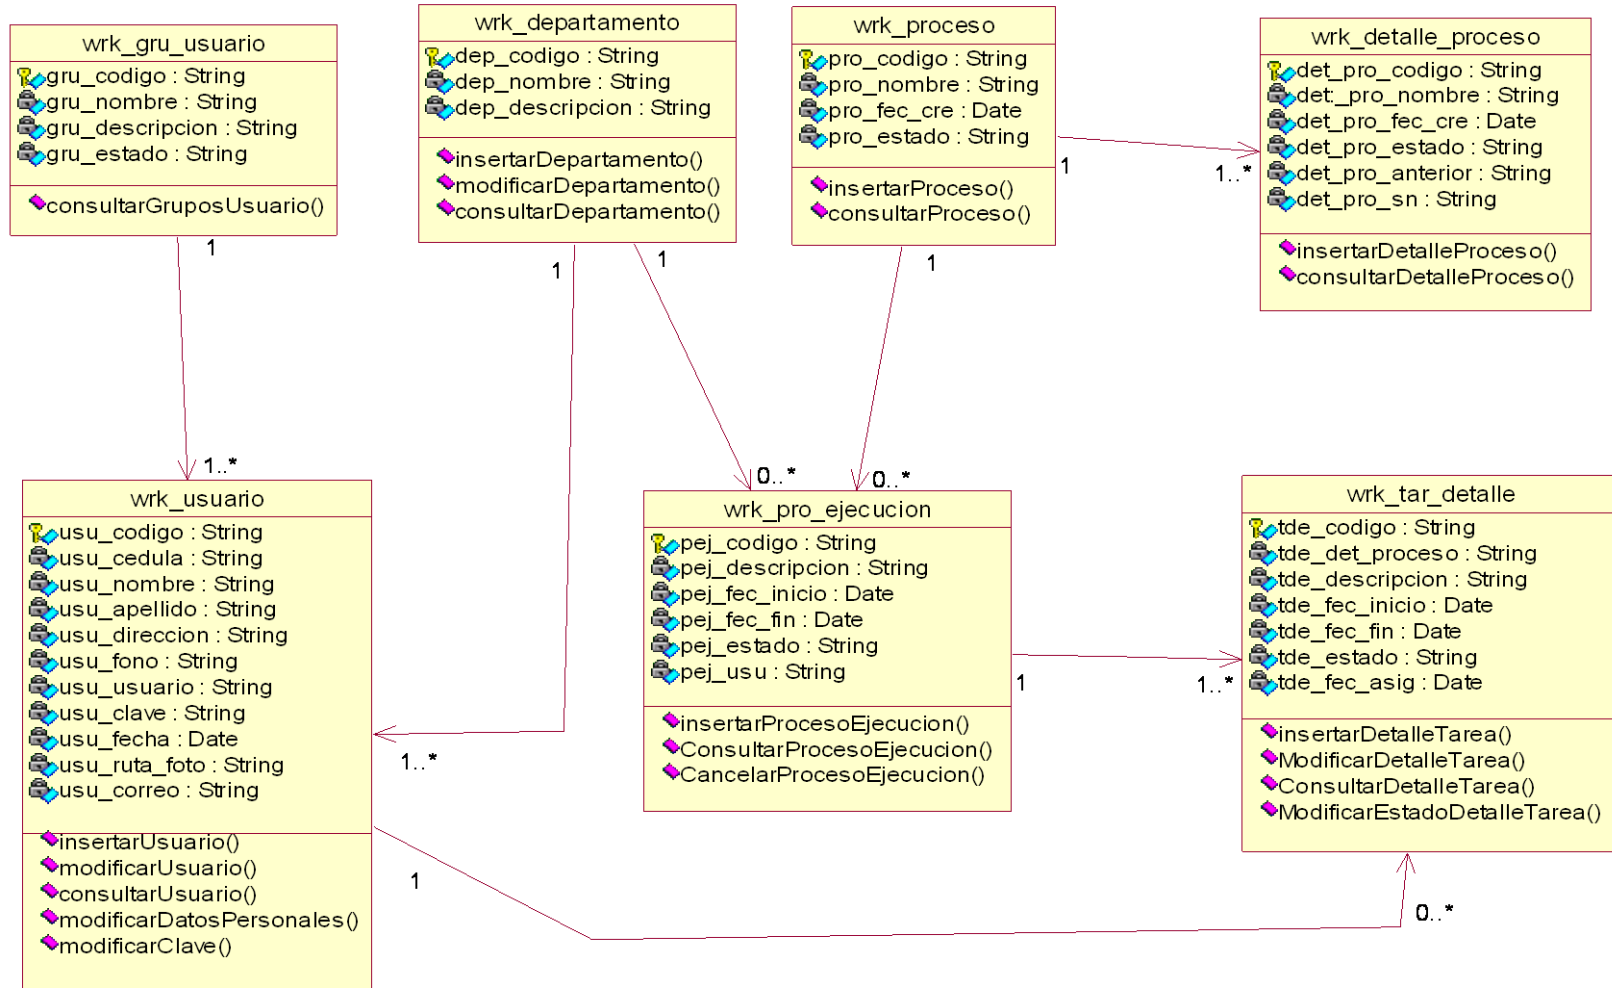 wrk_gru_usuario
gru_codigo : String
gru_nombre : String
gru_descripcion : String
gru_estado : String
consultarGruposUsuario()
1
1..*
wrk_departamento
dep_codigo : String
dep_nombre : String
dep_descripcion : String
insertarDepartamento()
modificarDepartamento()
consultarDepartamento()
1
1
1..*
0..*
wrk_proceso
pro_codigo : String
pro_nombre : String
pro_fec_cre : Date
pro_estado : String
insertarProceso()
consultarProceso()
1
1..*
1
0..*
wrk_detalle_proceso
det_pro_codigo : String
det_pro_nombre : String
det_pro_fec_cre : Date
det_pro_estado : String
det_pro_anterior : String
det_pro_sn : String
insertarDetalleProceso()
consultarDetalleProceso()
wrk_usuario
usu_codigo : String
usu_cedula : String
usu_nombre : String
usu_apellido : String
usu_direccion : String
usu_fono : String
usu_usuario : String
usu_clave : String
usu_fecha : Date
usu_ruta_foto : String
usu_correo : String
insertarUsuario()
modificarUsuario()
consultarUsuario()
modificarDatosPersonales()
modificarClave()
1
0..*
wrk_pro_ejecucion
pej_codigo : String
pej_descripcion : String
pej_fec_inicio : Date
pej_fec_fin : Date
pej_estado : String
pej_usu : String
insertarProcesoEjecucion()
ConsultarProcesoEjecucion()
CancelarProcesoEjecucion()
1
1..*
wrk_tar_detalle
tde_codigo : String
tde_det_proceso : String
tde_descripcion : String
tde_fec_inicio : Date
tde_fec_fin : Date
tde_estado : String
tde_fec_asig : Date
insertarDetalleTarea()
ModificarDetalleTarea()
ConsultarDetalleTarea()
ModificarEstadoDetalleTarea()